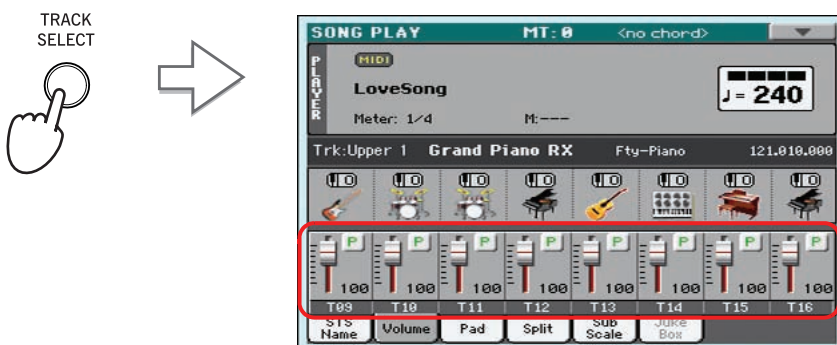 TRACK
SELECT
SONG PLAY MT: 0 <no chord>
PLAYER
MIDI
LoveSong
♩= 240
Meter: 1/4 M:---
Trk:Upper 1 Grand Piano RX Fty-Piano 121.010.000
P P P P P P P P
100 100 100 100 100 100 100 100
T09 T10 T11 T12 T13 T14 T15 T16
STS Name Volume Pad Split Sub Scale Juke Box